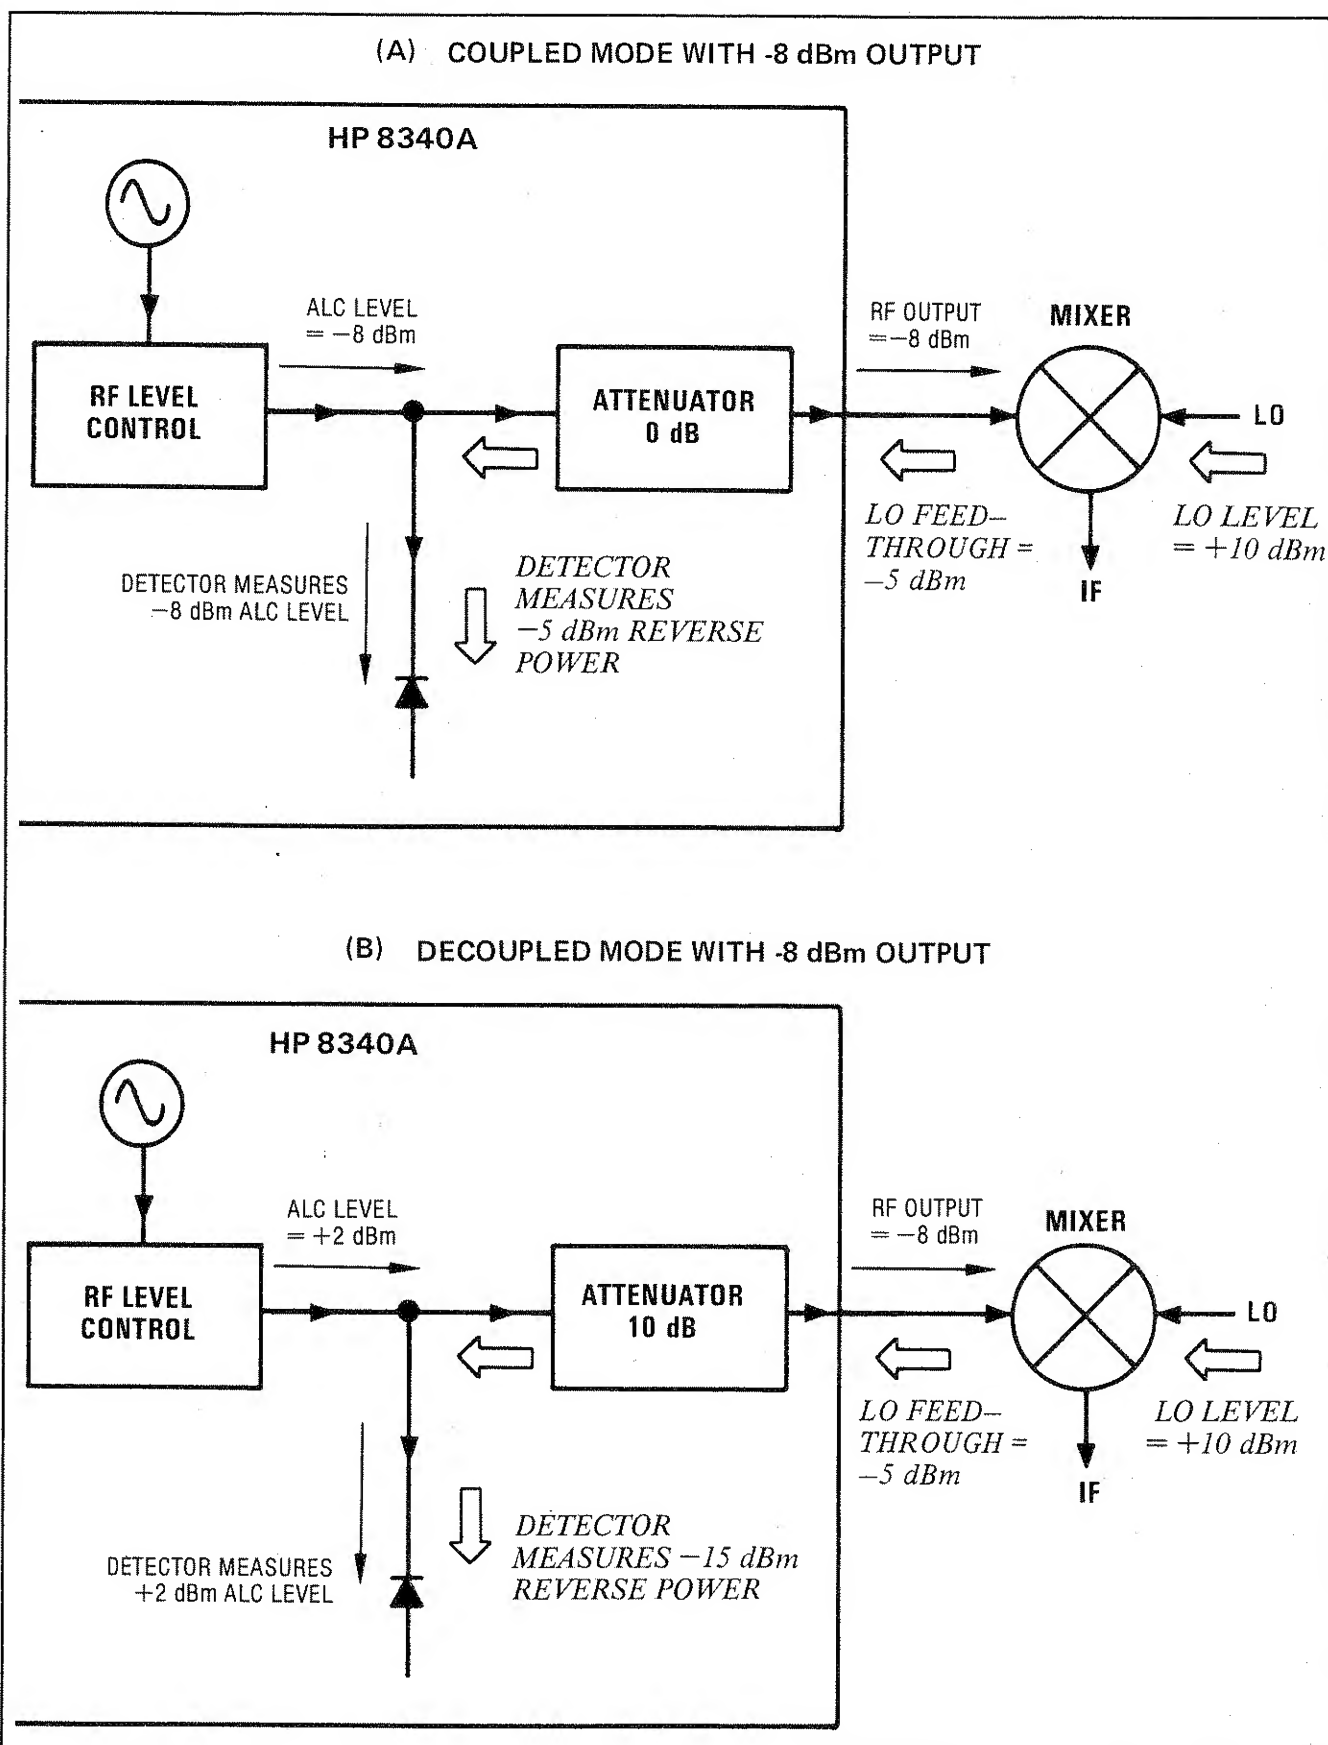 (A) COUPLED MODE WITH -8 dBm OUTPUT
HP 8340A
ALC LEVEL
= −8 dBm
RF OUTPUT
=−8 dBm
MIXER
RF LEVEL
CONTROL
ATTENUATOR
0 dB
LO
LO FEED–
THROUGH =
−5 dBm
LO LEVEL
= +10 dBm
IF
DETECTOR MEASURES
−8 dBm ALC LEVEL
DETECTOR
MEASURES
−5 dBm REVERSE
POWER
(B) DECOUPLED MODE WITH -8 dBm OUTPUT
HP 8340A
ALC LEVEL
= +2 dBm
RF OUTPUT
= −8 dBm
MIXER
RF LEVEL
CONTROL
ATTENUATOR
10 dB
LO
LO FEED–
THROUGH =
−5 dBm
LO LEVEL
= +10 dBm
IF
DETECTOR MEASURES
+2 dBm ALC LEVEL
DETECTOR
MEASURES −15 dBm
REVERSE POWER